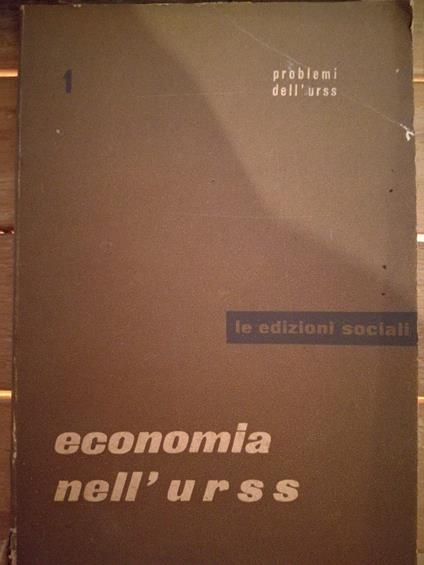 1
problemi
dell'urss
le edizioni sociali
economia
nell'urss